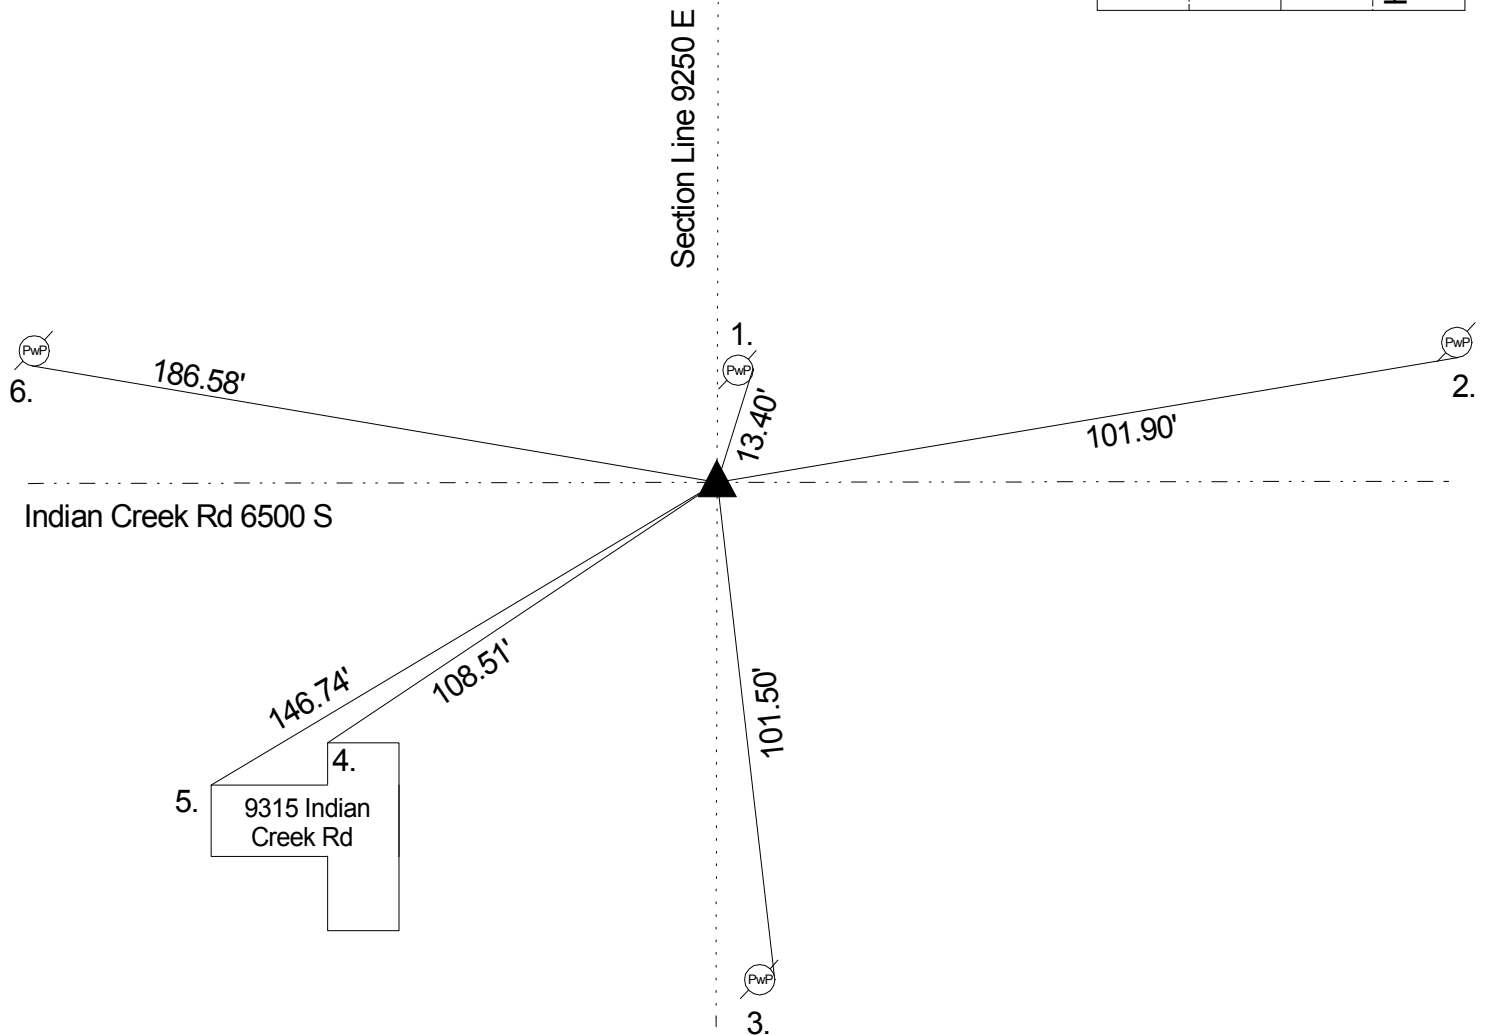 Section Line 9250 E
1.
PwP
PwP
PwP
6.
186.58'
13.40'
101.90'
2.
Indian Creek Rd 6500 S
146.74'
108.51'
101.50'
4.
5.
9315 Indian
Creek Rd
PwP
3.